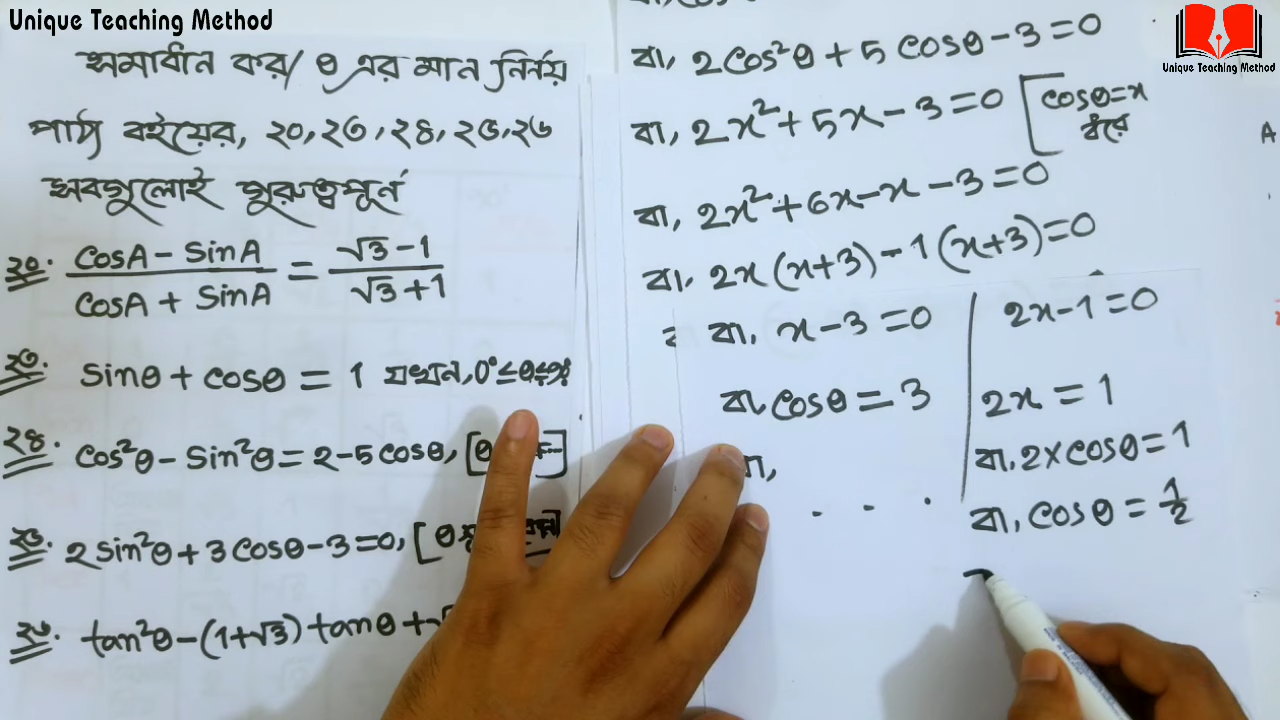 Unique Teaching Method
সমাধান কর/ θ এর মান নির্নয়
পাঠ্য বইয়ের, ২০,২৩,২৪,২৫,২৬
সবগুলোই গুরুত্বপূর্ন
২০. (cosA – sinA)/(cosA + sinA) = (√3–1)/(√3+1)
২৩. sinθ + cosθ = 1 যখন, 0° ≤ θ ≤
২৪. cos²θ – sin²θ = 2–5cosθ, [θ
২৫. 2sin²θ + 3cosθ – 3 = 0, [θ
২৬. tan²θ – (1+√3) tanθ + √
বা, 2cos²θ + 5cosθ – 3 = 0
বা, 2x² + 5x – 3 = 0 [cosθ = x
ধরে
বা, 2x² + 6x – x – 3 = 0
বা, 2x(x+3) – 1(x+3) = 0
বা, x – 3 = 0
বা, cosθ = 3
বা,
. . .
2x – 1 = 0
2x = 1
বা, 2×cosθ = 1
বা, cosθ = 1/2
Unique Teaching Method
A